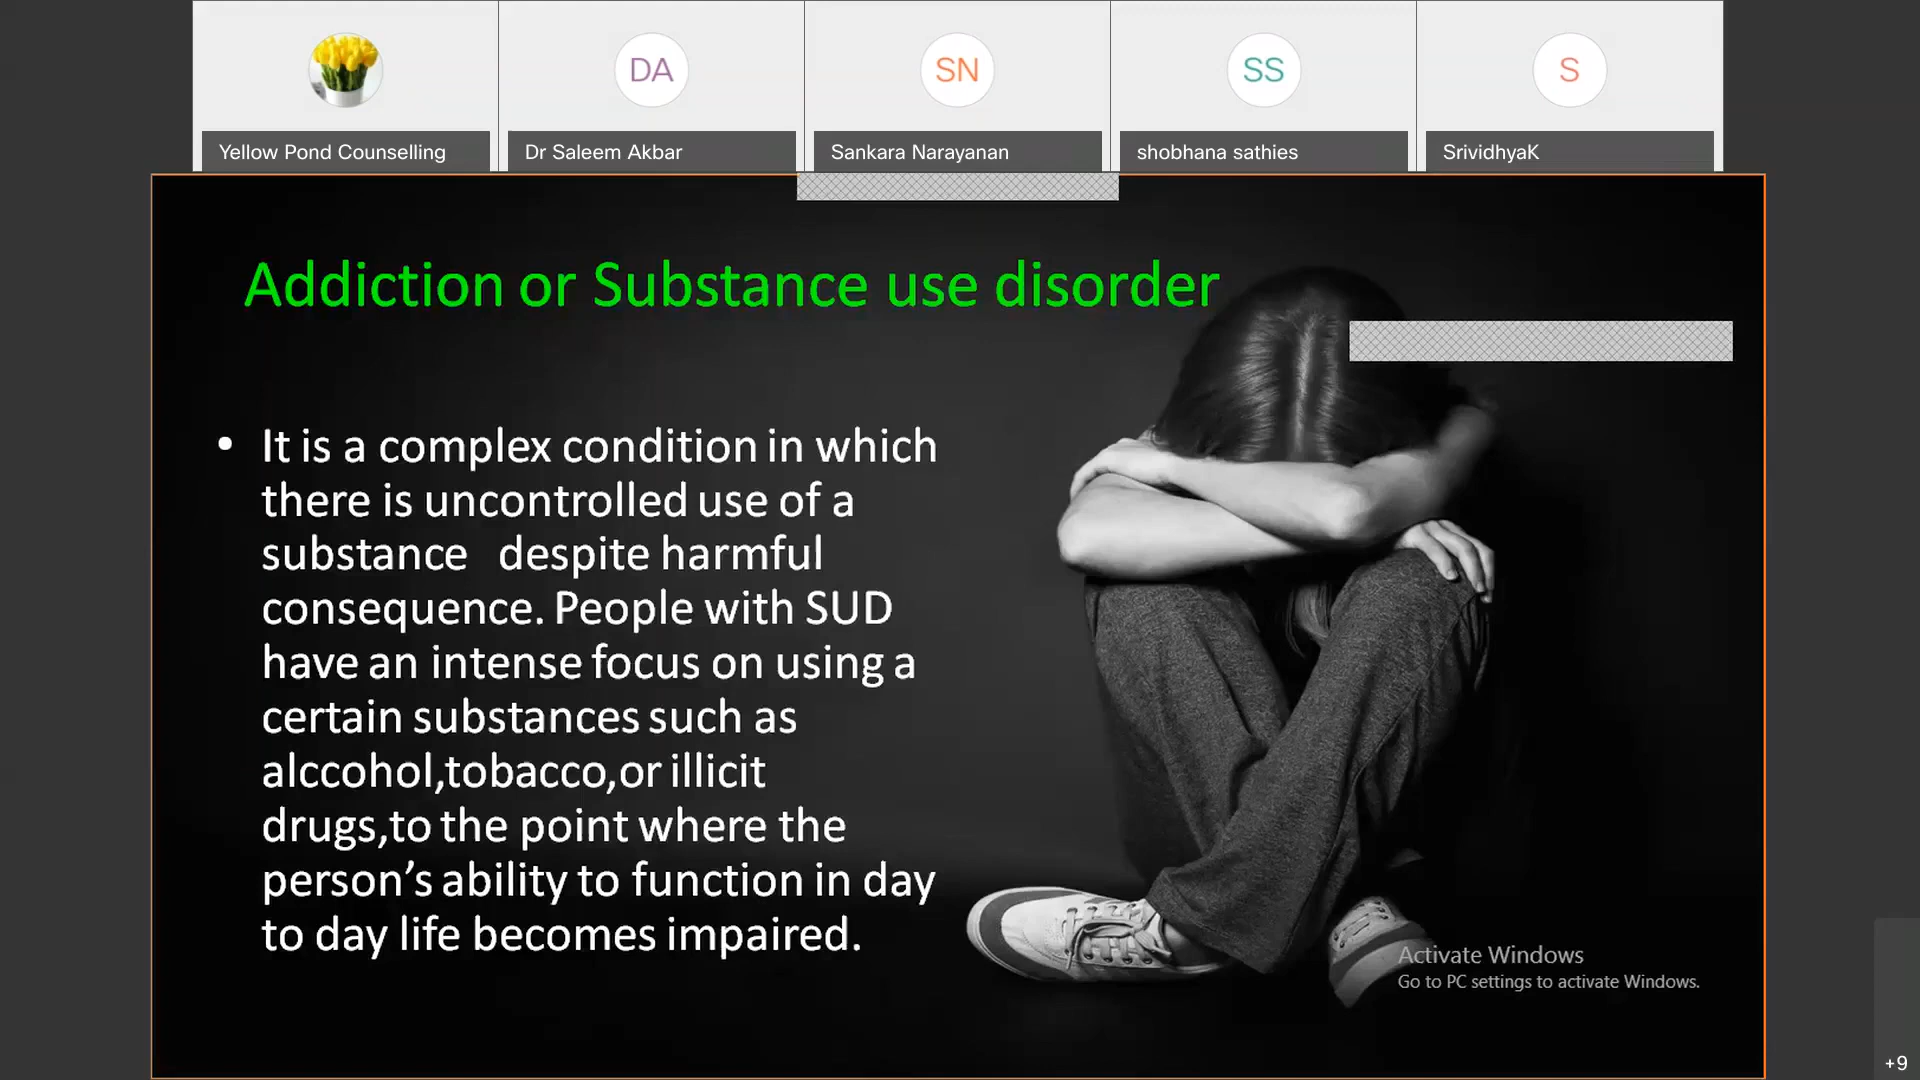 DA
SN
SS
S
Yellow Pond Counselling
Dr Saleem Akbar
Sankara Narayanan
shobhana sathies
SrividhyaK
Addiction or Substance use disorder
• It is a complex condition in which
there is uncontrolled use of a
substance despite harmful
consequence. People with SUD
have an intense focus on using a
certain substances such as
alccohol,tobacco,or illicit
drugs,to the point where the
person’s ability to function in day
to day life becomes impaired.
Activate Windows
Go to PC settings to activate Windows.
+9